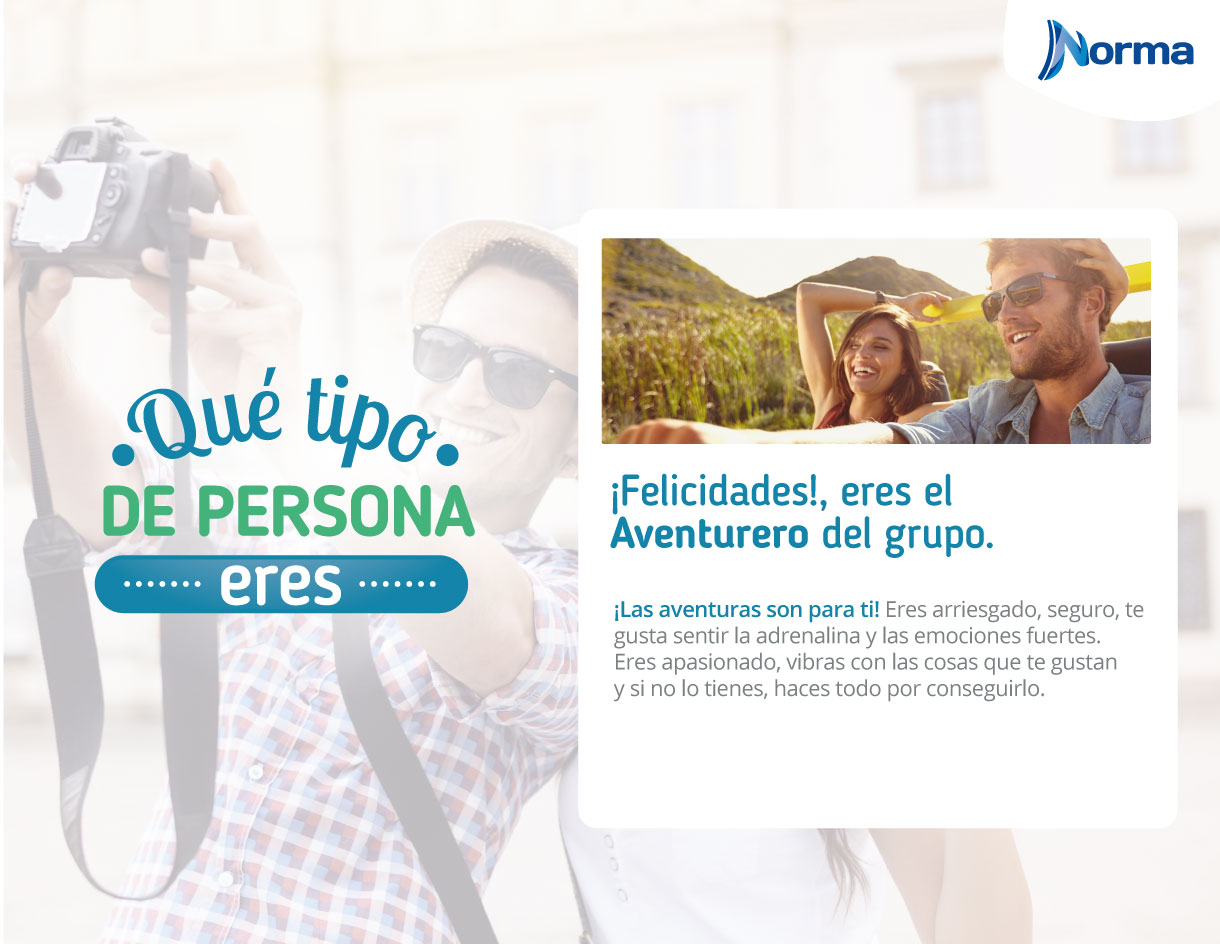 Norma
Qué tipo
DE PERSONA
eres
¡Felicidades!, eres el
Aventurero del grupo.
¡Las aventuras son para ti! Eres arriesgado, seguro, te
gusta sentir la adrenalina y las emociones fuertes.
Eres apasionado, vibras con las cosas que te gustan
y si no lo tienes, haces todo por conseguirlo.